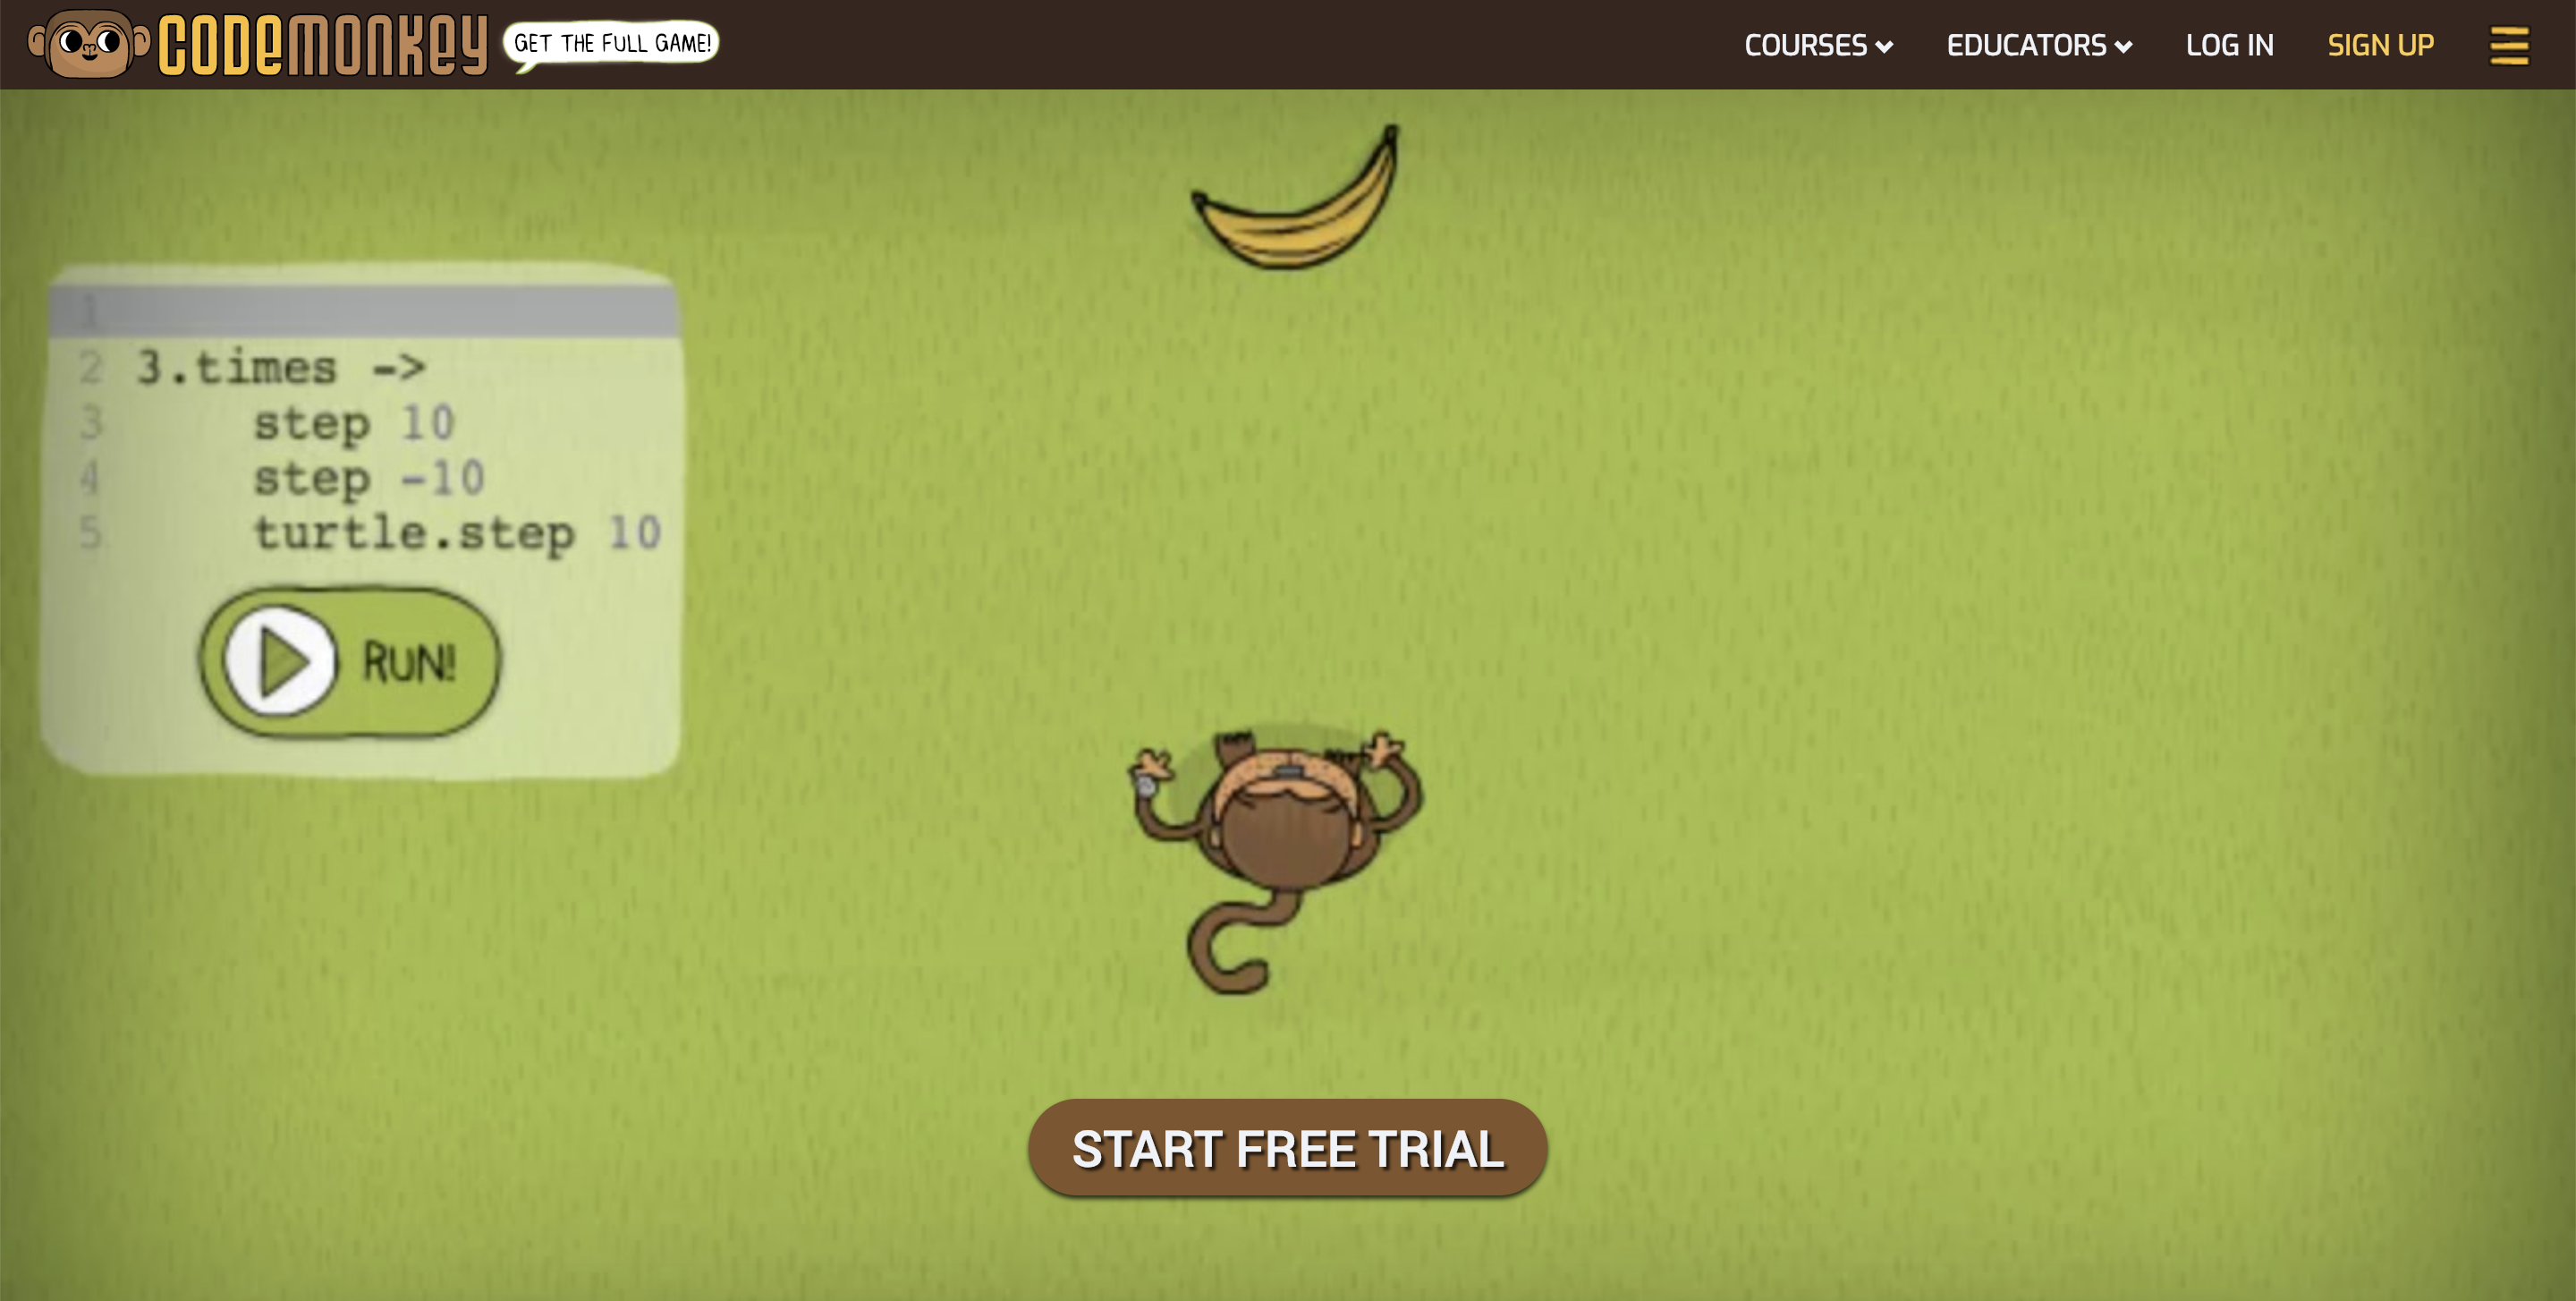 CODEMONKEY GET THE FULL GAME! COURSES EDUCATORS LOG IN SIGN UP
1
2 3.times ->
3 step 10
4 step -10
5 turtle.step 10
RUN!
START FREE TRIAL